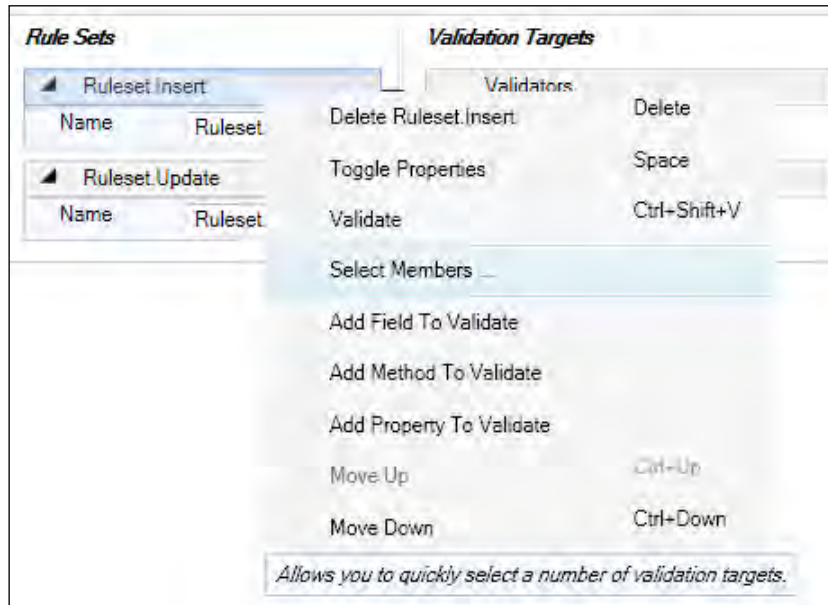 Rule Sets Validation Targets
Ruleset.Insert Validators
Name Ruleset.
Ruleset.Update
Name Ruleset.
Delete Ruleset.Insert Delete
Toggle Properties Space
Validate Ctrl+Shift+V
Select Members ...
Add Field To Validate
Add Method To Validate
Add Property To Validate
Move Up Ctrl+Up
Move Down Ctrl+Down
Allows you to quickly select a number of validation targets.